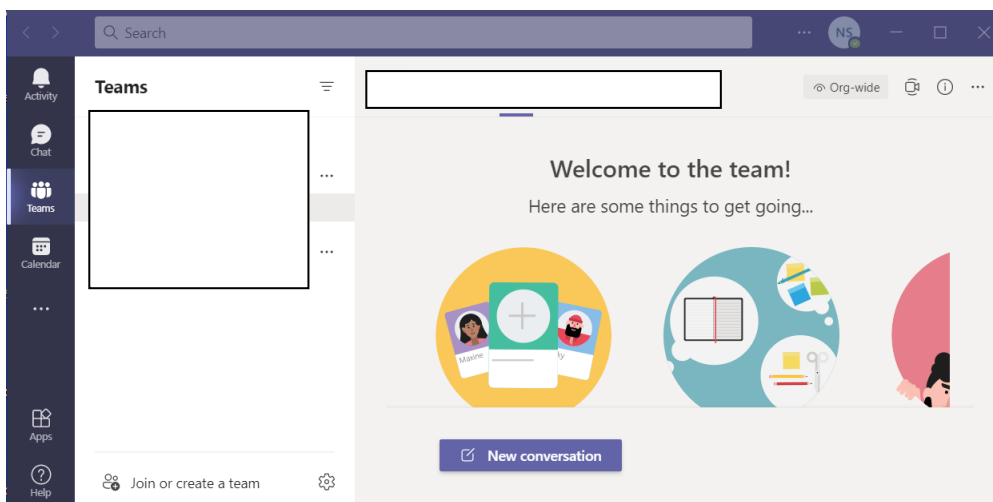 Search
NS
Activity
Chat
Teams
Calendar
Apps
Help
Teams
Join or create a team
Org-wide
Welcome to the team!
Here are some things to get going...
Maxine
ky
New conversation